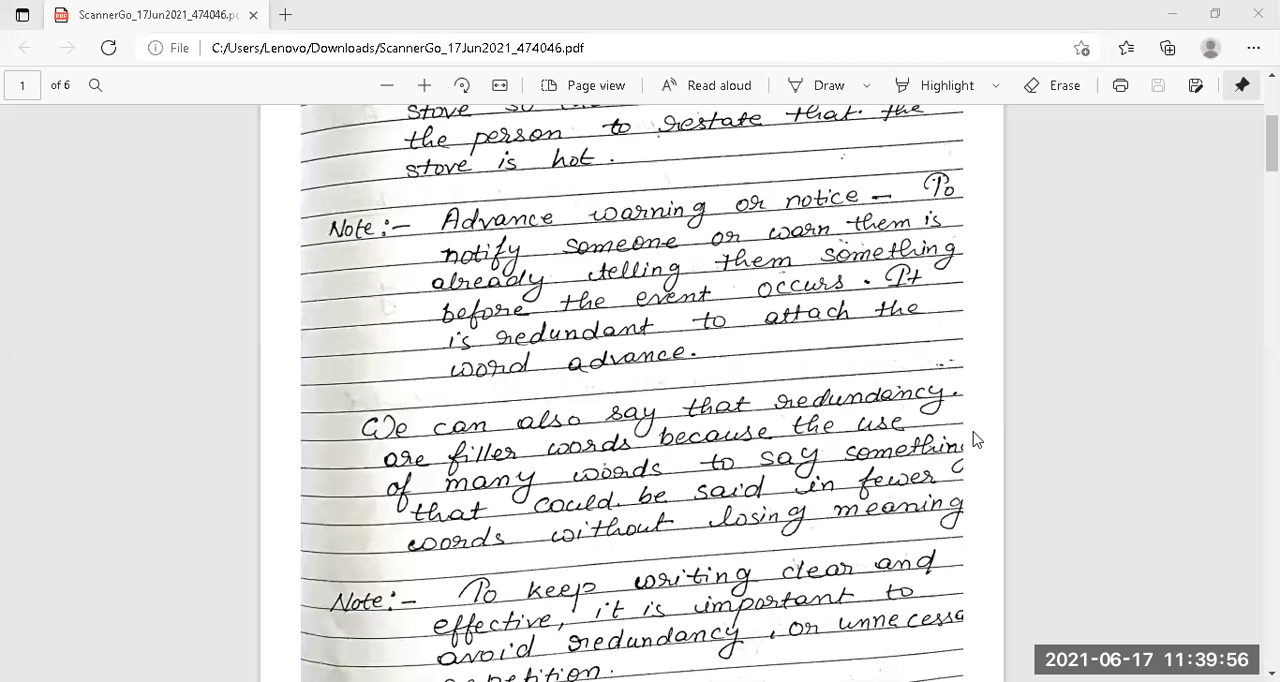 ScannerGo_17Jun2021_474046.p
File
C:/Users/Lenovo/Downloads/ScannerGo_17Jun2021_474046.pdf
1 of 6
Page view
Read aloud
Draw
Highlight
Erase
stove so
the person to restate that the
stove is hot.
Note:- Advance warning or notice - To
notify someone or warn them is
already telling them something
before the event occurs. It
is redundant to attach the
word advance.
We can also say that redundancy.
are filler words because the use
of many words to say somethin
that could be said in fewer
words without losing meaning
Note:- To keep writing clear and
effective, it is important to
avoid redundancy, or unnecessa
petition.
2021-06-17 11:39:56